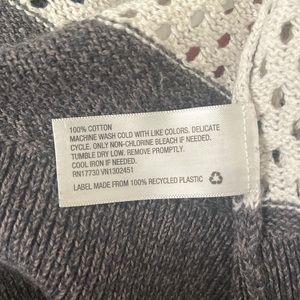 100% COTTON
MACHINE WASH COLD WITH LIKE COLORS. DELICATE
CYCLE. ONLY NON-CHLORINE BLEACH IF NEEDED.
TUMBLE DRY LOW. REMOVE PROMPTLY.
COOL IRON IF NEEDED.
RN17730 VN1302451
LABEL MADE FROM 100% RECYCLED PLASTIC